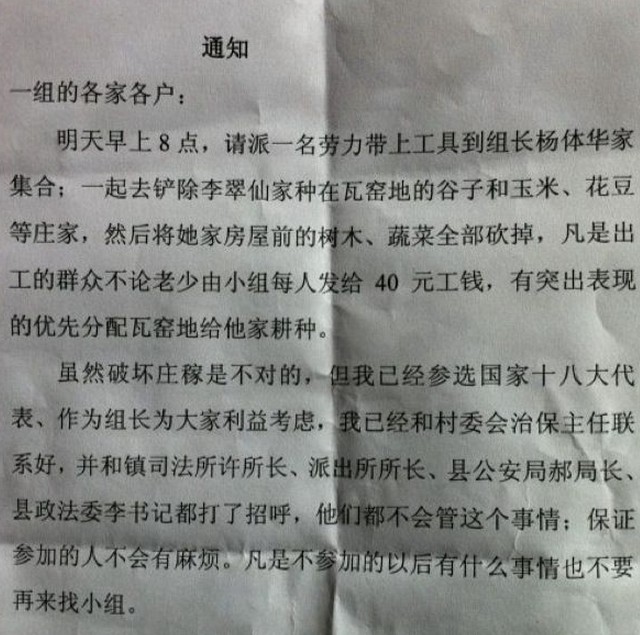 通知
一组的各家各户：
明天早上 8 点，请派一名劳力带上工具到组长杨体华家
集合；一起去铲除李翠仙家种在瓦窑地的谷子和玉米、花豆
等庄家，然后将她家房屋前的树木、蔬菜全部砍掉，凡是出
工的群众不论老少由小组每人发给 40 元工钱，有突出表现
的优先分配瓦窑地给他家耕种。
虽然破坏庄稼是不对的，但我已经参选国家十八大代
表、作为组长为大家利益考虑，我已经和村委会治保主任联
系好，并和镇司法所许所长、派出所所长、县公安局郝局长、
县政法委李书记都打了招呼，他们都不会管这个事情；保证
参加的人不会有麻烦。凡是不参加的以后有什么事情也不要
再来找小组。